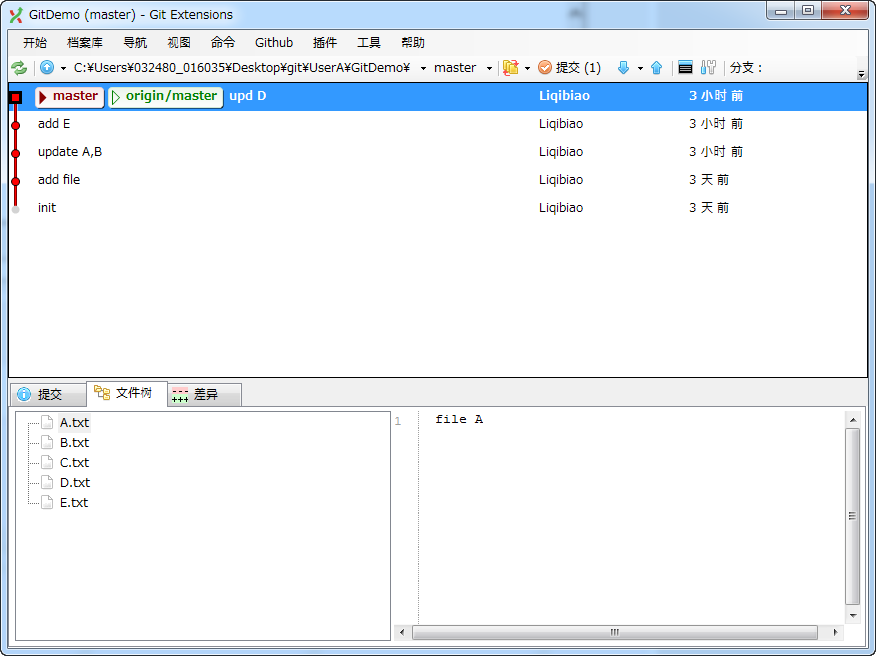 GitDemo (master) - Git Extensions
开始 档案库 导航 视图 命令 Github 插件 工具 帮助
C:¥Users¥032480_016035¥Desktop¥git¥UserA¥GitDemo¥ master 提交 (1) 分支：
master origin/master upd D Liqibiao 3 小时 前
add E Liqibiao 3 小时 前
update A,B Liqibiao 3 小时 前
add file Liqibiao 3 天 前
init Liqibiao 3 天 前
提交 文件树 差异
A.txt
B.txt
C.txt
D.txt
E.txt
1 file A